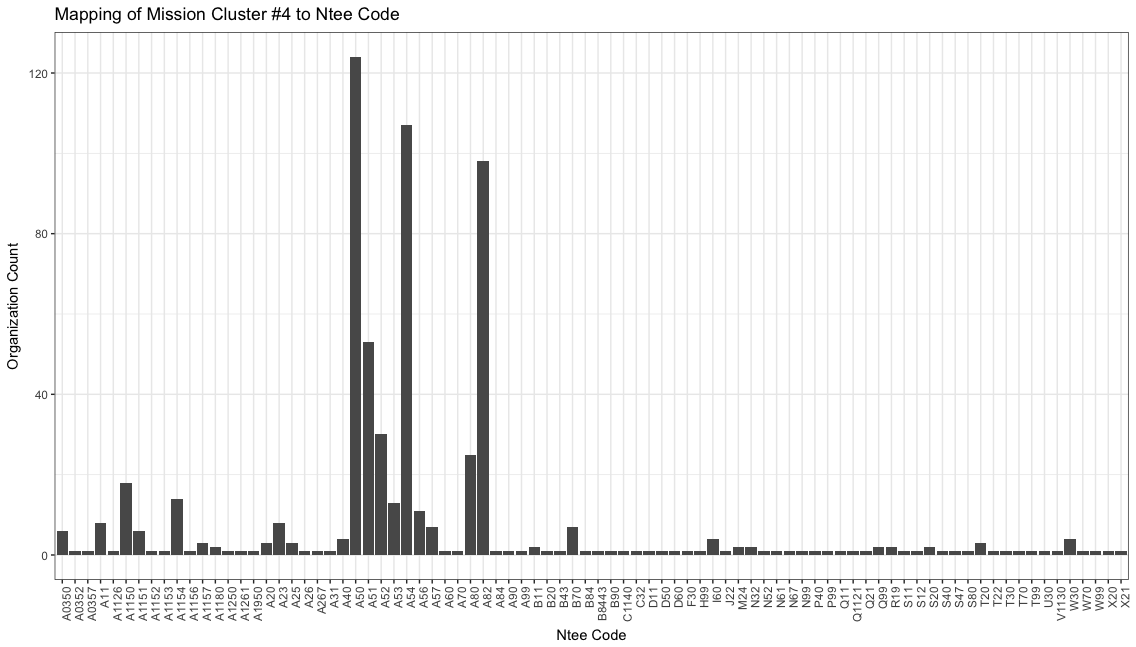 Mapping of Mission Cluster #4 to Ntee Code
Organization Count
120
80
40
0
A0350
A0352
A0357
A11
A1126
A1150
A1151
A1152
A1153
A1154
A1156
A1157
A1180
A1250
A1261
A1950
A20
A23
A25
A26
A267
A31
A40
A50
A51
A52
A53
A54
A56
A57
A60
A70
A80
A82
A84
A90
A99
B11
B20
B43
B70
B84
B8443
B90
C1140
C32
D11
D50
D60
F30
H99
I60
J22
M24
N32
N52
N61
N67
N99
P40
P99
Q11
Q1121
Q21
Q99
R19
S11
S12
S20
S40
S47
S80
T20
T22
T30
T70
T99
U30
V1130
W30
W70
W99
X20
X21
Ntee Code